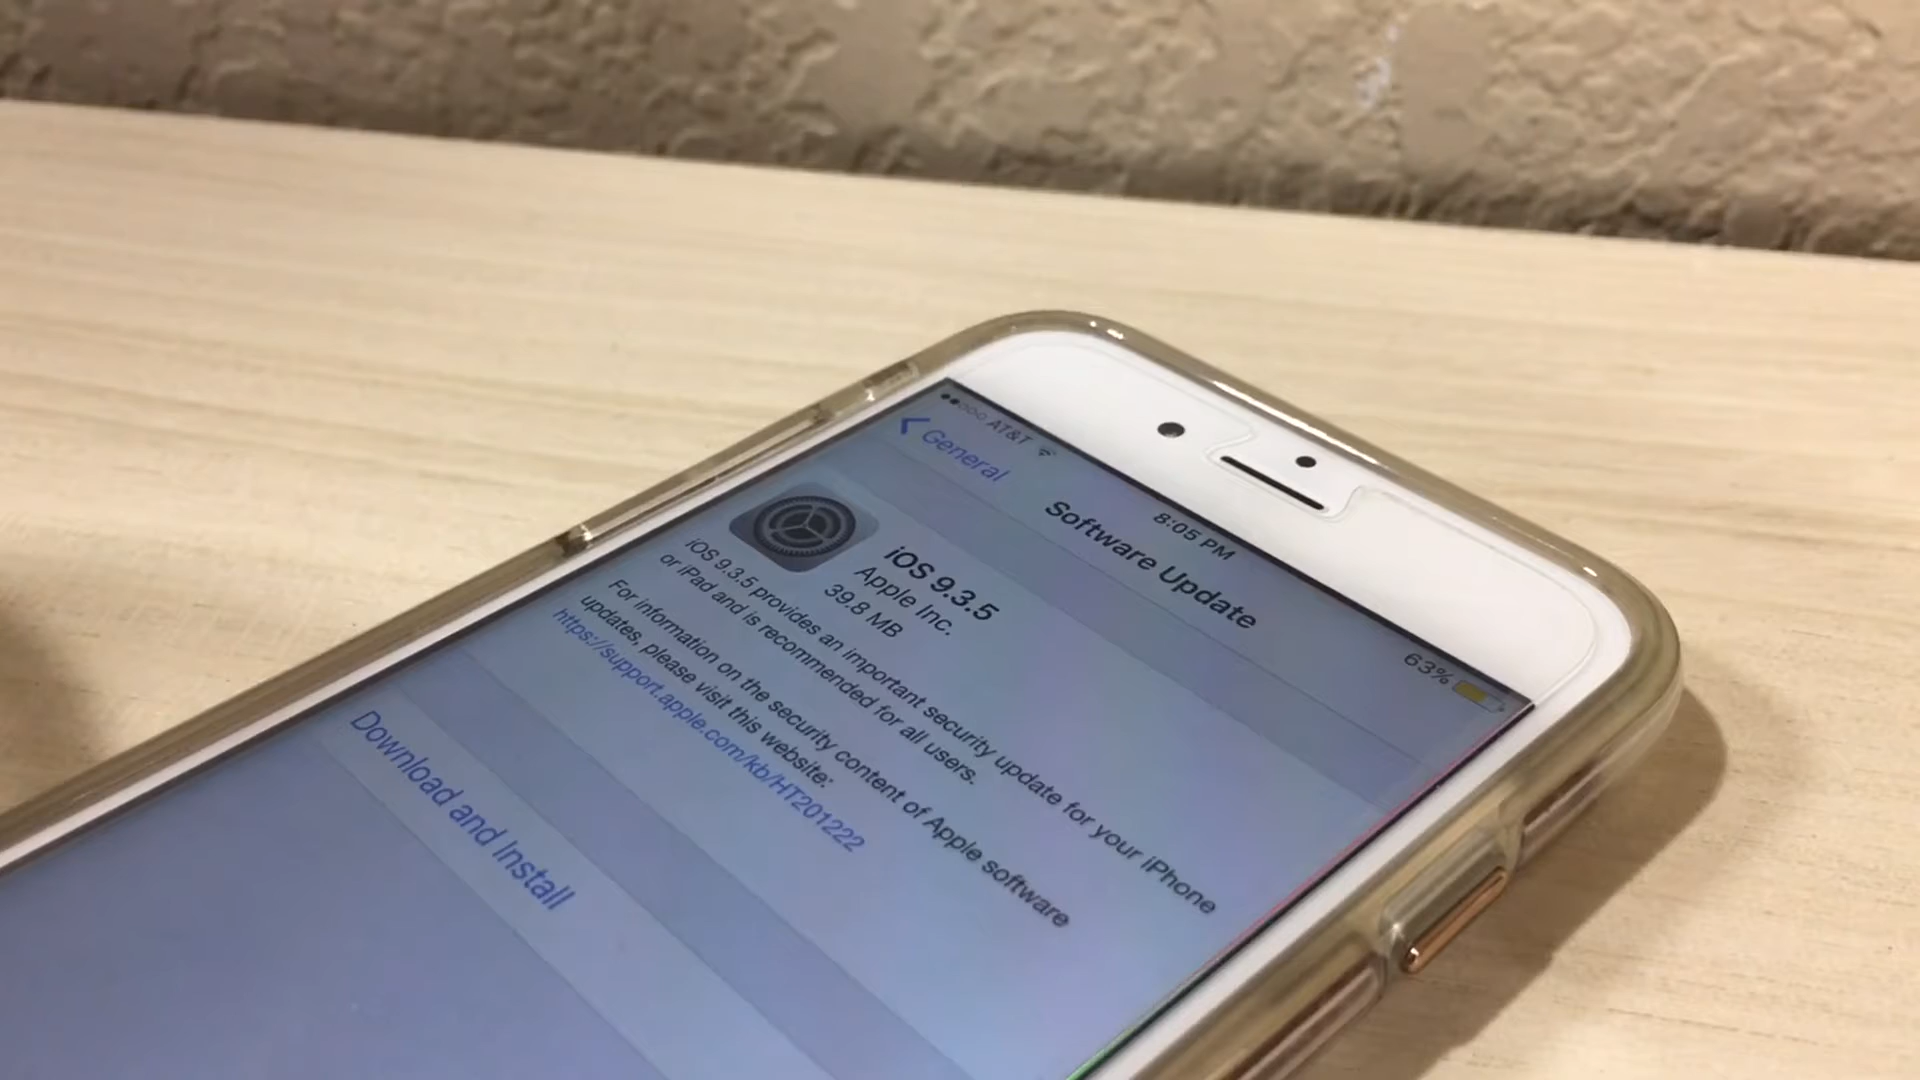 AT&T 8:05 PM 63%
General Software Update
iOS 9.3.5
Apple Inc.
39.8 MB
iOS 9.3.5 provides an important security update for your iPhone
or iPad and is recommended for all users.
For information on the security content of Apple software
updates, please visit this website:
https://support.apple.com/kb/HT201222
Download and Install